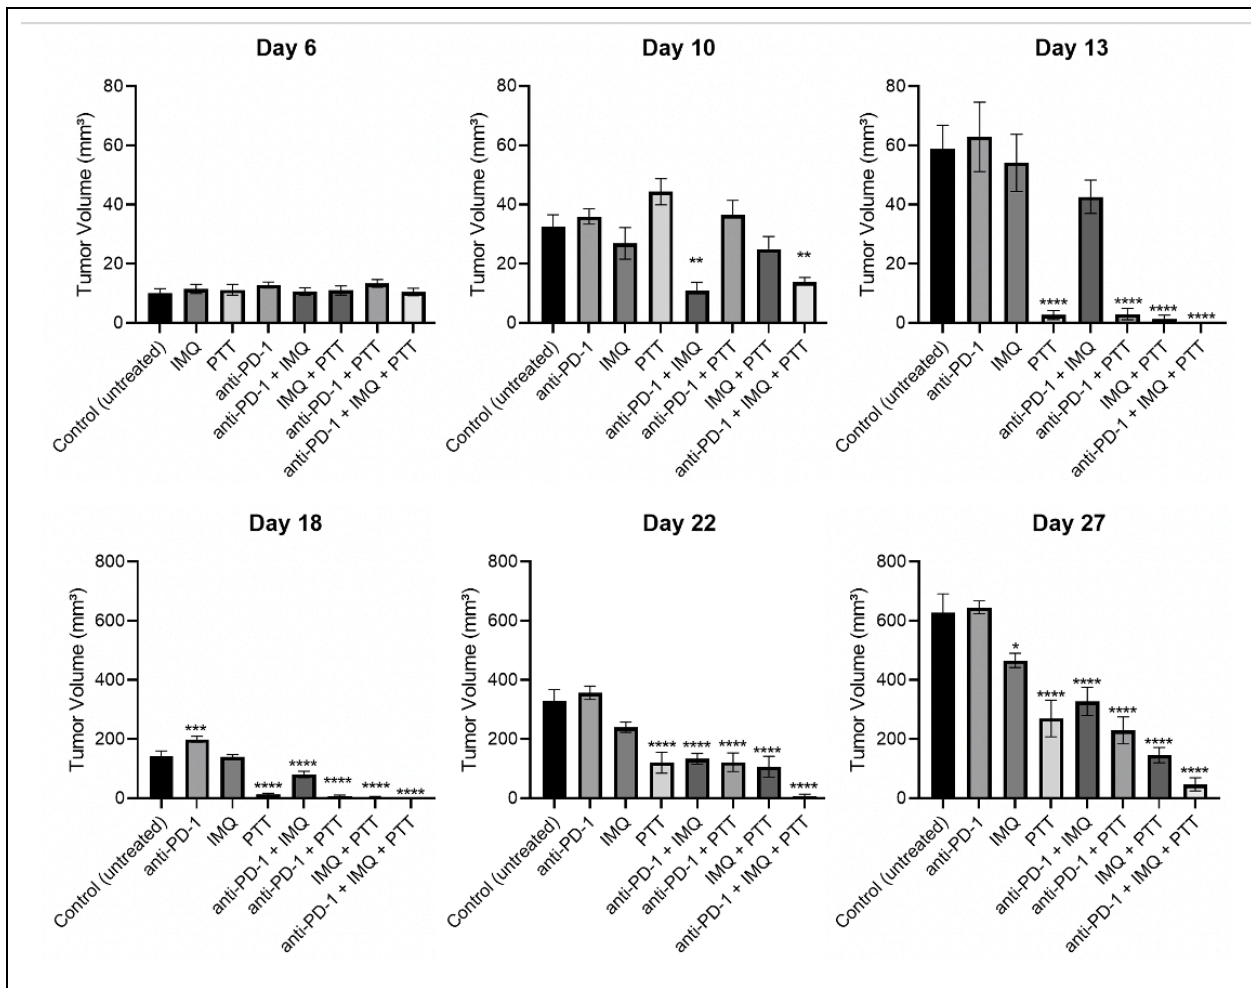 Day 6
Tumor Volume (mm³)
80
60
40
20
0
Control (untreated)
IMQ
PTT
anti-PD-1
anti-PD-1 + IMQ
IMQ + PTT
anti-PD-1 + PTT
anti-PD-1 + IMQ + PTT
Day 10
Tumor Volume (mm³)
80
60
40
20
0
**
**
Control (untreated)
anti-PD-1
IMQ
PTT
anti-PD-1 + IMQ
anti-PD-1 + PTT
IMQ + PTT
anti-PD-1 + IMQ + PTT
Day 13
Tumor Volume (mm³)
80
60
40
20
0
****
****
****
****
Control (untreated)
anti-PD-1
IMQ
PTT
anti-PD-1 + IMQ
anti-PD-1 + PTT
IMQ + PTT
anti-PD-1 + IMQ + PTT
Day 18
Tumor Volume (mm³)
800
600
400
200
0
***
****
****
****
****
****
Control (untreated)
anti-PD-1
IMQ
PTT
anti-PD-1 + IMQ
anti-PD-1 + PTT
IMQ + PTT
anti-PD-1 + IMQ + PTT
Day 22
Tumor Volume (mm³)
800
600
400
200
0
****
****
****
****
****
Control (untreated)
anti-PD-1
IMQ
PTT
anti-PD-1 + IMQ
anti-PD-1 + PTT
IMQ + PTT
anti-PD-1 + IMQ + PTT
Day 27
Tumor Volume (mm³)
800
600
400
200
0
*
****
****
****
****
****
Control (untreated)
anti-PD-1
IMQ
PTT
anti-PD-1 + IMQ
anti-PD-1 + PTT
IMQ + PTT
anti-PD-1 + IMQ + PTT